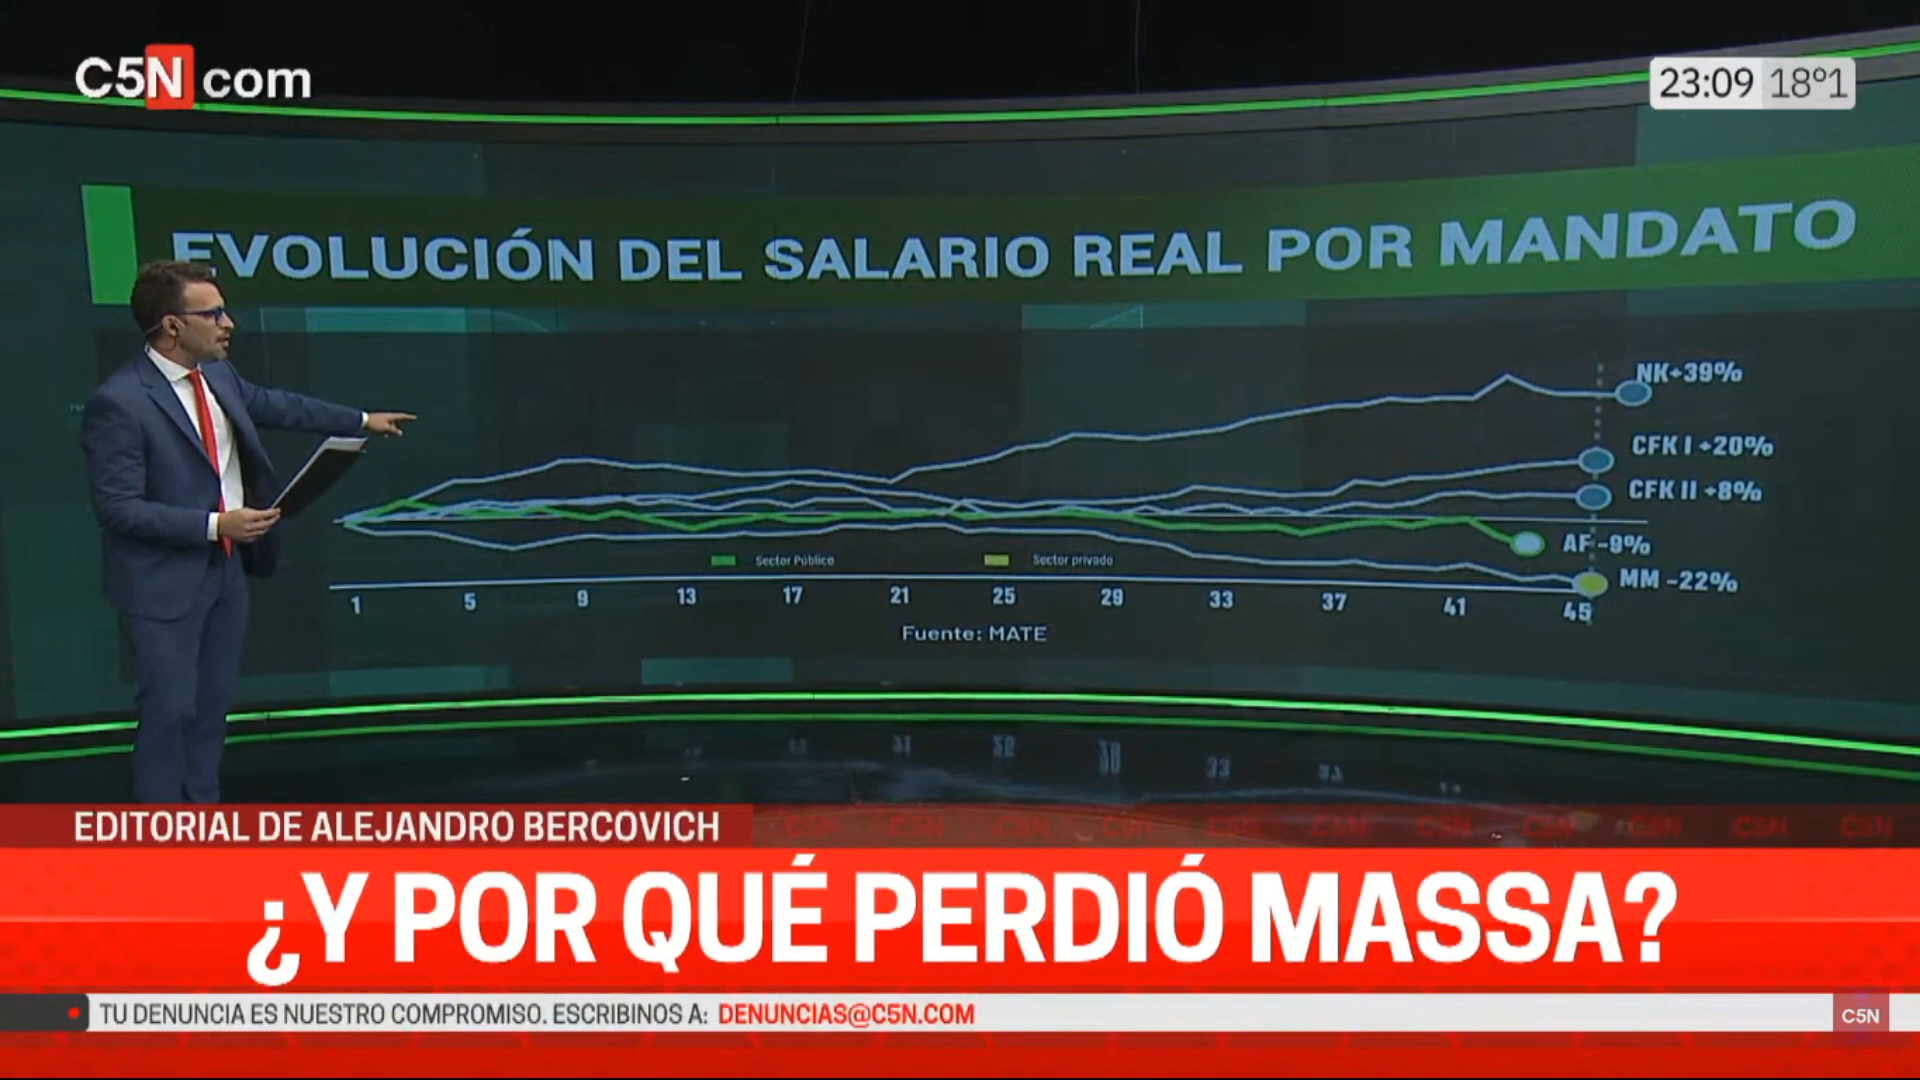 C5N com
23:09 18°1
EVOLUCIÓN DEL SALARIO REAL POR MANDATO
NK+39%
CFK I +20%
CFK II +8%
AF -9%
MM -22%
Sector Público
Sector privado
1 5 9 13 17 21 25 29 33 37 41 45
Fuente: MATE
EDITORIAL DE ALEJANDRO BERCOVICH
¿Y POR QUÉ PERDIÓ MASSA?
TU DENUNCIA ES NUESTRO COMPROMISO. ESCRIBINOS A: DENUNCIAS@C5N.COM
C5N